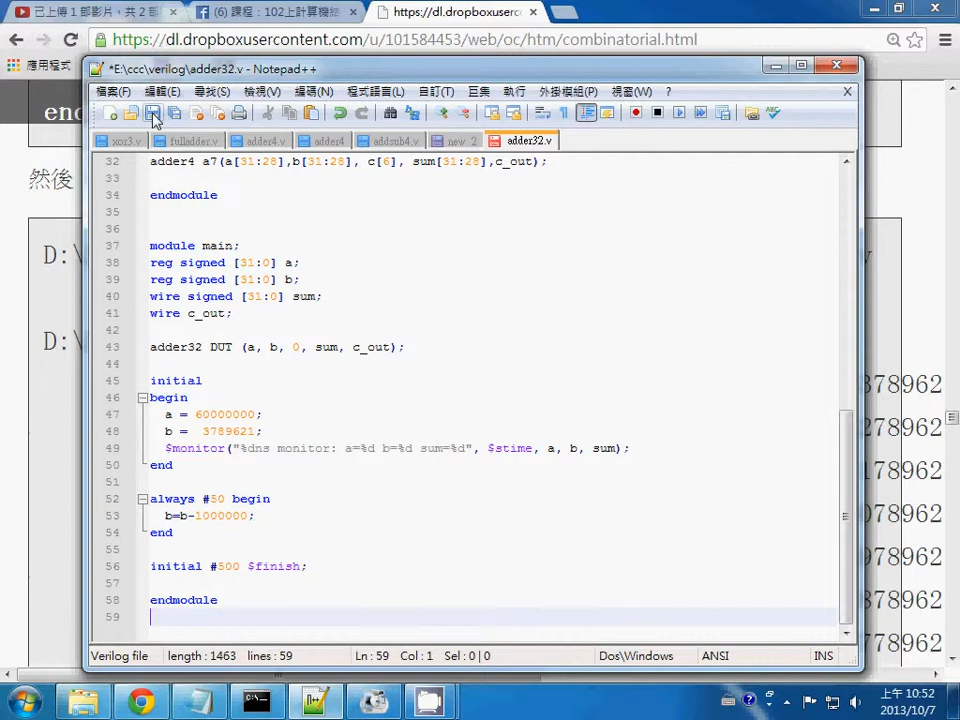 己上傳 1 部影片，共 2 部
(6) 課程：102上計算機結
https://dl.dropboxuserc
https://dl.dropboxusercontent.com/u/101584453/web/oc/htm/combinatorial.html
應用程式
*E:\ccc\verilog\adder32.v - Notepad++
檔案(F) 編輯(E) 尋找(S) 檢視(V) 編碼(N) 程式語言(L) 自訂(T) 巨集 執行 外掛模組(P) 視窗(W) ? X
xor3.v fulladder.v adder4.v adder4 addsub4.v new 2 adder32.v
end
然後
D:\
D:\
v
378962
278962
178962
078962
978962
878962
778962
32 adder4 a7(a[31:28],b[31:28], c[6], sum[31:28],c_out);
33
34 endmodule
35
36
37 module main;
38 reg signed [31:0] a;
39 reg signed [31:0] b;
40 wire signed [31:0] sum;
41 wire c_out;
42
43 adder32 DUT (a, b, 0, sum, c_out);
44
45 initial
46 begin
47 a = 60000000;
48 b = 3789621;
49 $monitor("%dns monitor: a=%d b=%d sum=%d", $stime, a, b, sum);
50 end
51
52 always #50 begin
53 b=b-1000000;
54 end
55
56 initial #500 $finish;
57
58 endmodule
59
Verilog file length : 1463 lines : 59 Ln : 59 Col : 1 Sel : 0 | 0 Dos\Windows ANSI INS
上午 10:52
2013/10/7